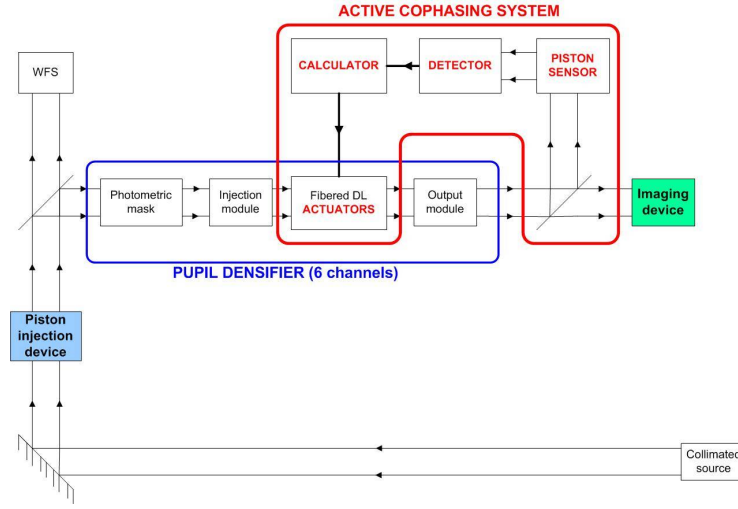 ACTIVE COPHASING SYSTEM
WFS
CALCULATOR
DETECTOR
PISTON
SENSOR
Photometric
mask
Injection
module
Fibered DL
ACTUATORS
Output
module
Imaging
device
PUPIL DENSIFIER (6 channels)
Piston
injection
device
Collimated
source